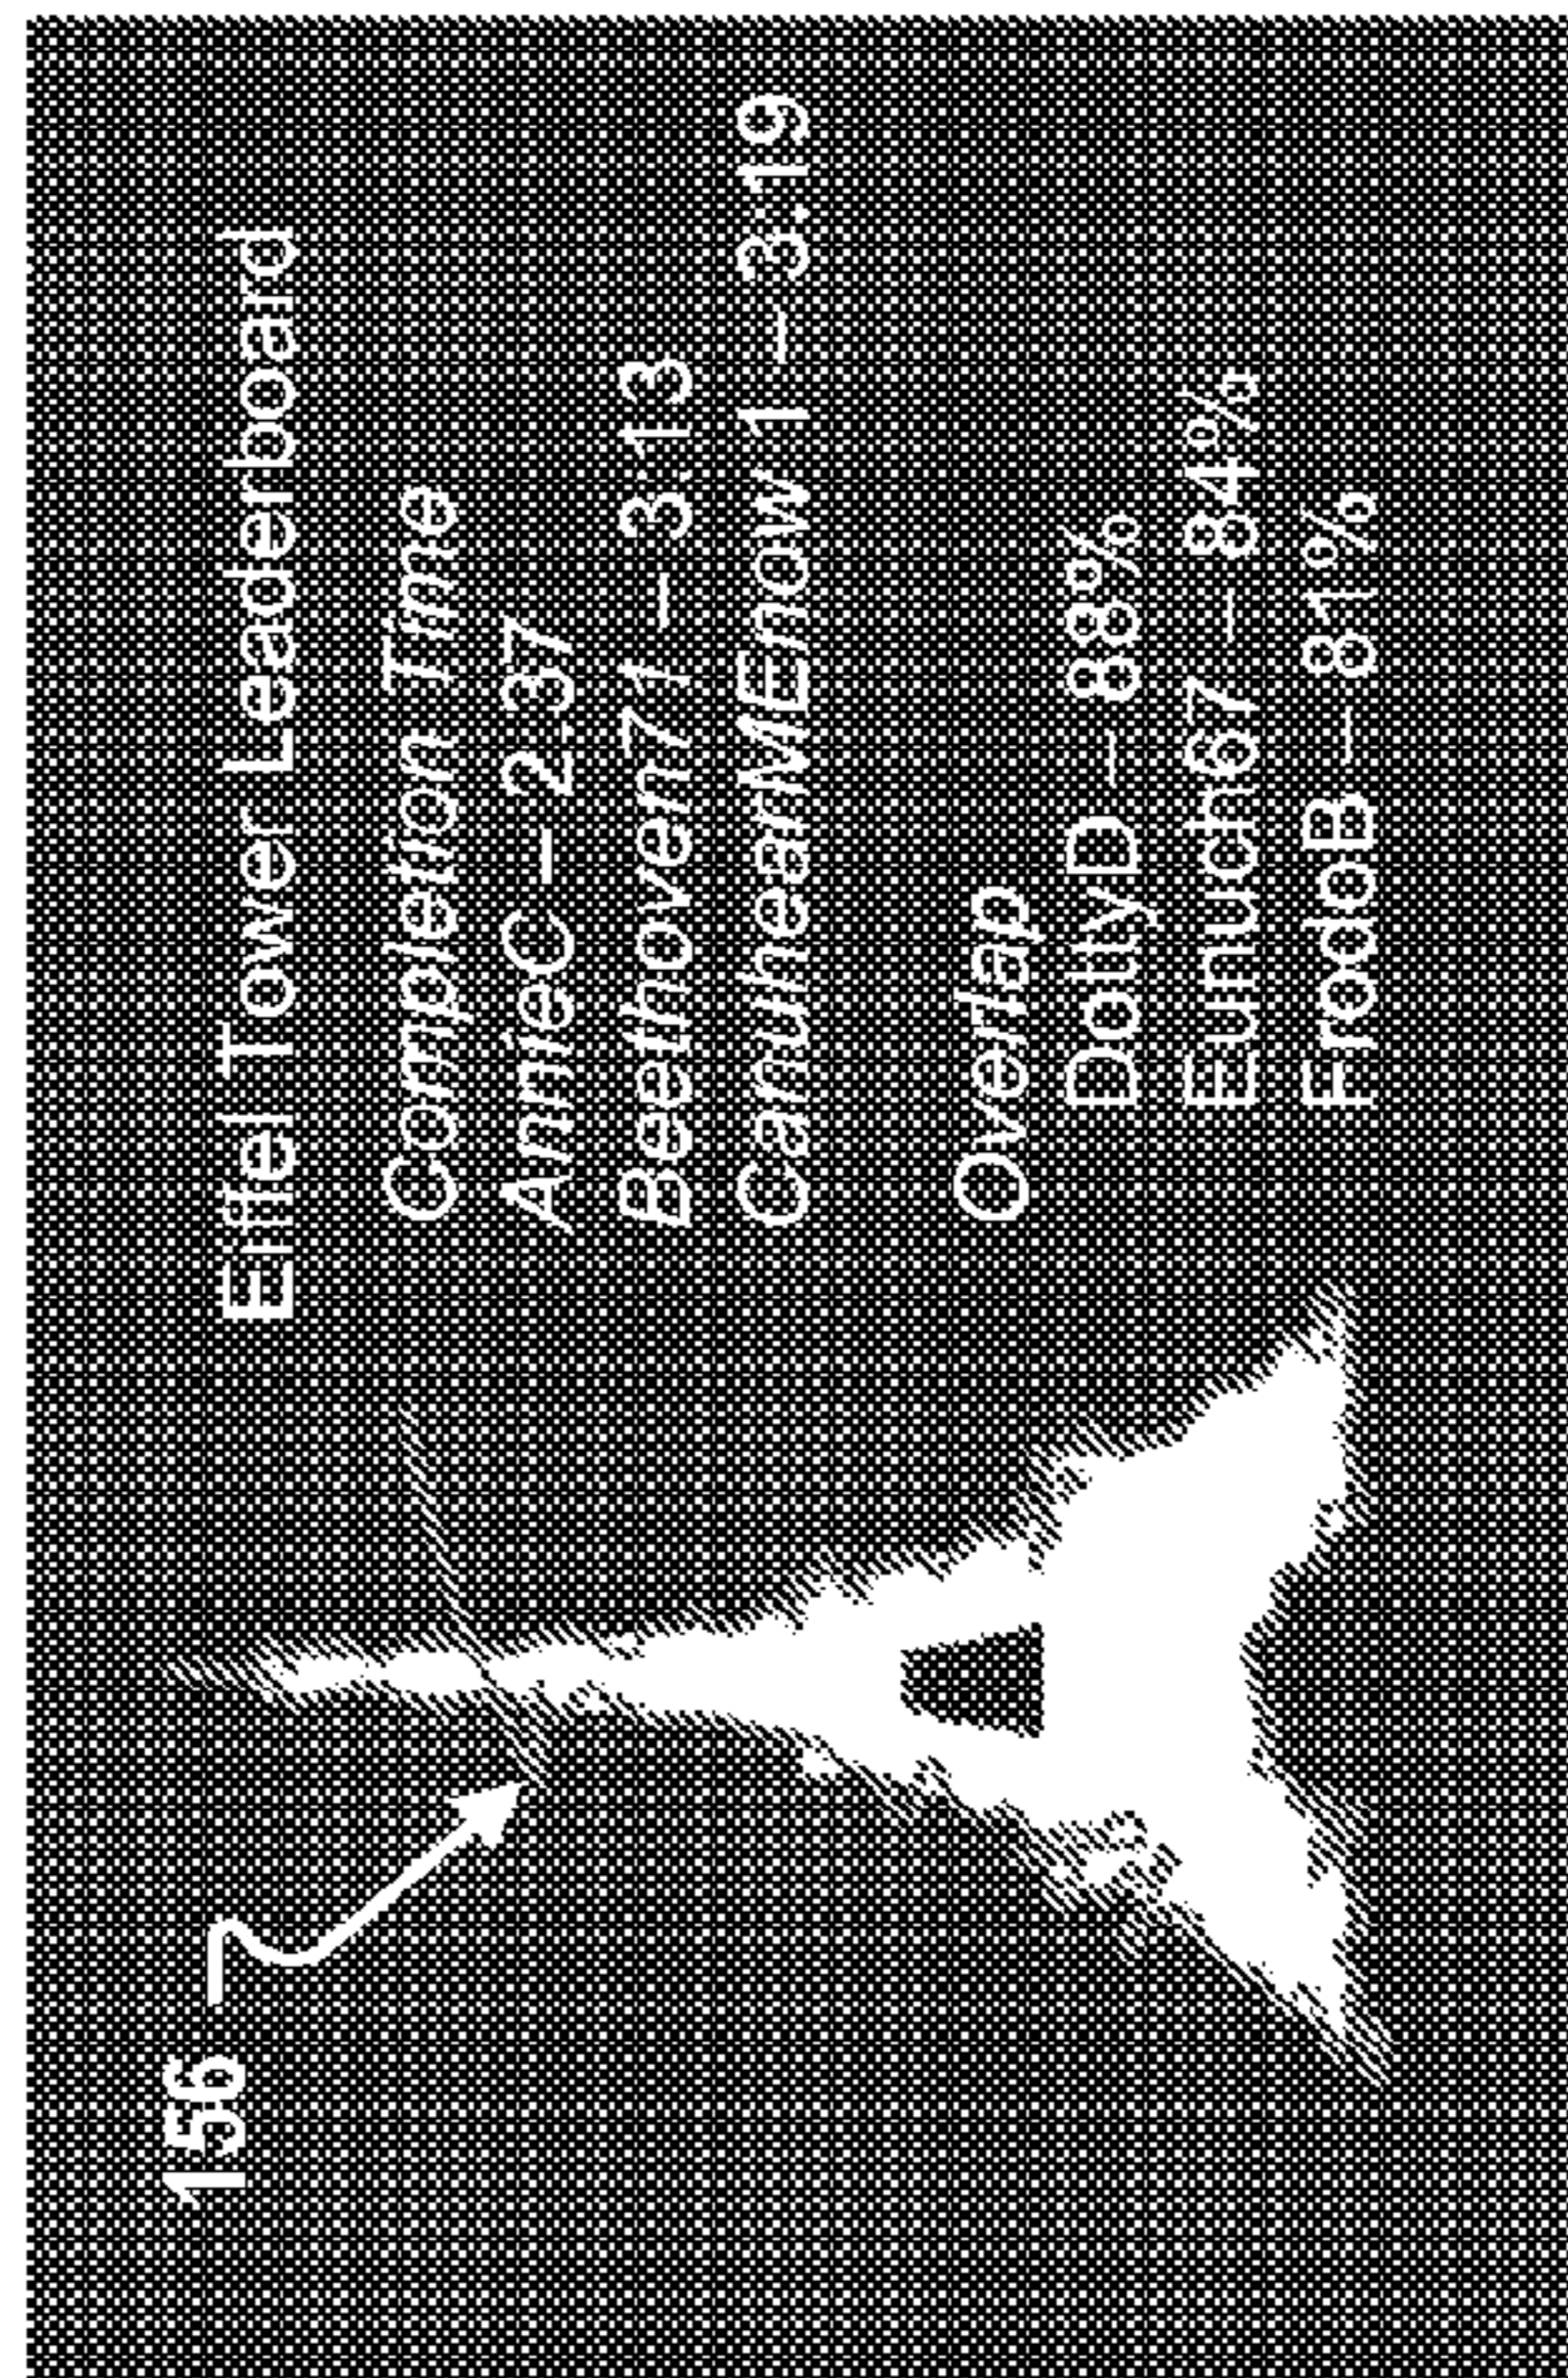 156
Eiffel Tower Leaderboard
Completion Time
AnnieC – 2:37
Beethoven71 – 3:13
CanuhearMEnow1 – 3:19
Overlap
DottyD – 88%
Eunuch67 – 84%
FrodoB – 81%